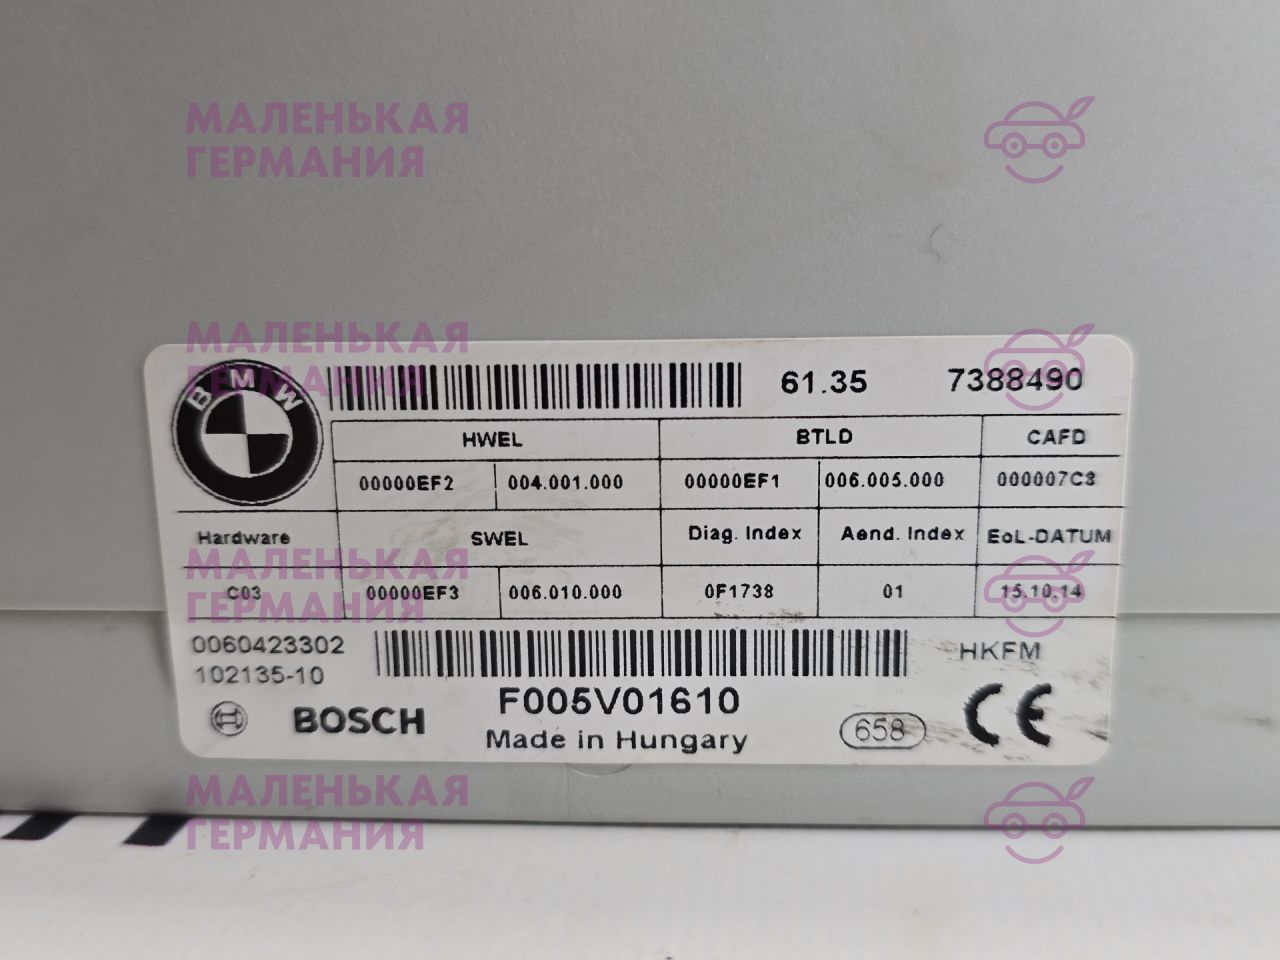 МАЛЕНЬКАЯ
ГЕРМАНИЯ
МАЛЕНЬКАЯ
ГЕРМАНИЯ
BMW
61.35 7388490
HWEL BTLD CAFD
00000EF2 004.001.000 00000EF1 006.005.000 000007C8
Hardware SWEL Diag. Index Aend. Index EoL-DATUM
МАЛЕНЬКАЯ
ГЕРМАНИЯ
C03 00000EF3 006.010.000 0F1738 01 15.10.14
0060423302
102135-10
HKFM
F005V01610
BOSCH
Made in Hungary
658
CE
МАЛЕНЬКАЯ
ГЕРМАНИЯ